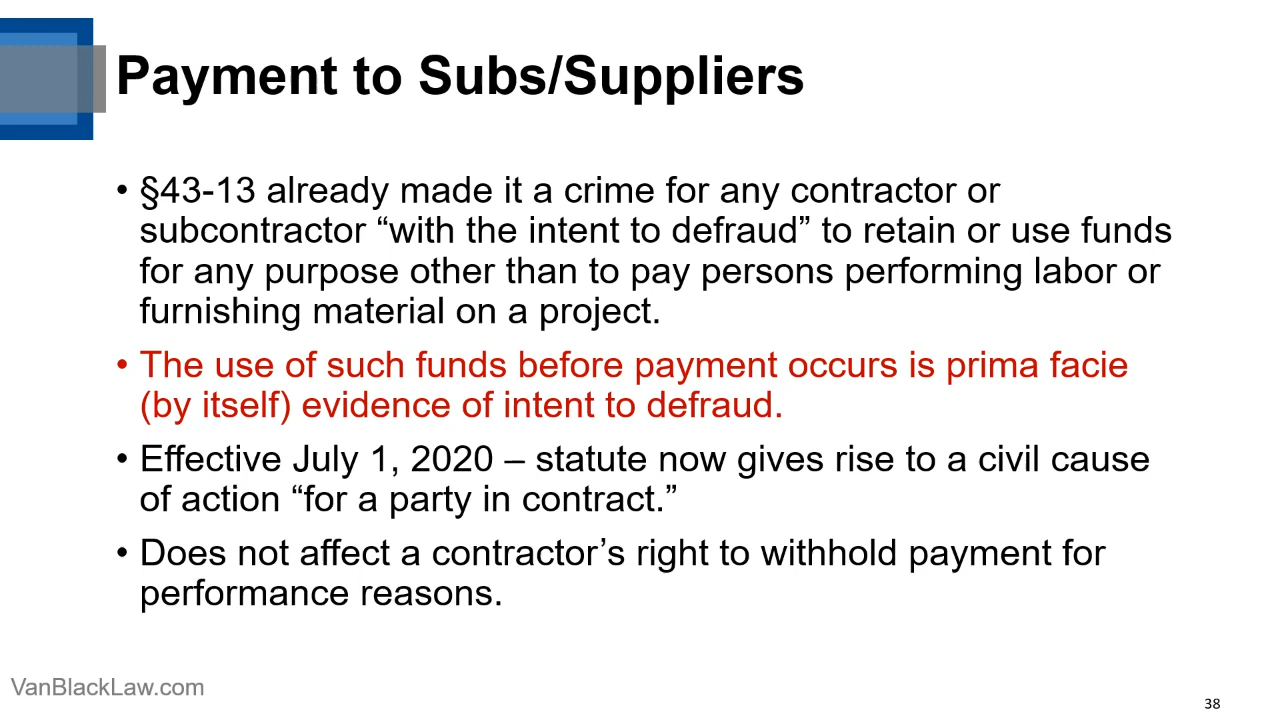 Payment to Subs/Suppliers
• §43-13 already made it a crime for any contractor or
subcontractor “with the intent to defraud” to retain or use funds
for any purpose other than to pay persons performing labor or
furnishing material on a project.
• The use of such funds before payment occurs is prima facie
(by itself) evidence of intent to defraud.
• Effective July 1, 2020 – statute now gives rise to a civil cause
of action “for a party in contract.”
• Does not affect a contractor’s right to withhold payment for
performance reasons.
VanBlackLaw.com
38